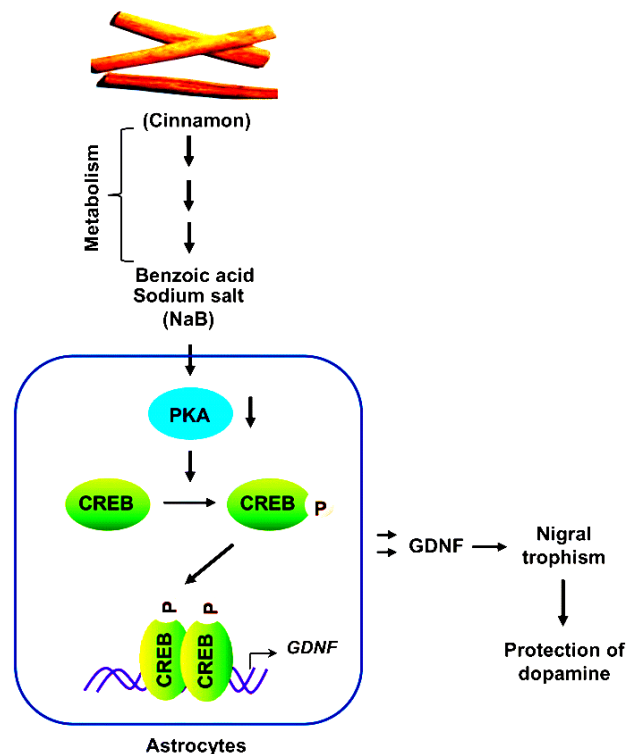 (Cinnamon)
Metabolism
Benzoic acid
Sodium salt
(NaB)
PKA
CREB
CREB
P
GDNF
Nigral
trophism
P
P
CREB
CREB
GDNF
Protection of
dopamine
Astrocytes